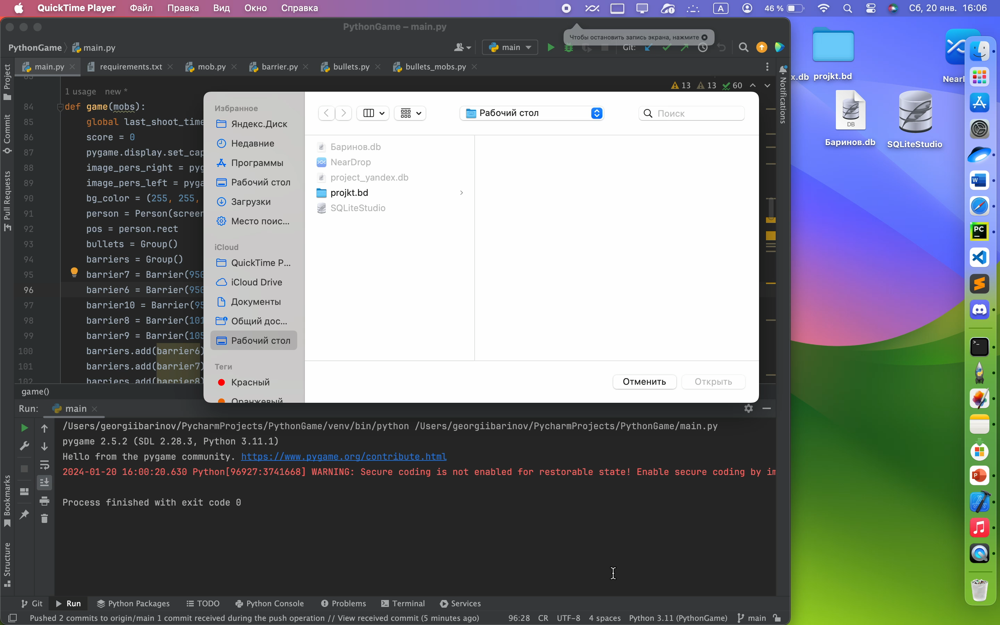 QuickTime Player Файл Правка Вид Окно Справка A 46 % Сб, 20 янв. 16:06
PythonGame – main.py
Чтобы остановить запись экрана, нажмите
PythonGame main.py main Git:
main.py requirements.txt mob.py barrier.py bullets.py bullets_mobs.py
Project
Commit
Pull Requests
Bookmarks
Structure
Notifications
13 13 60
1 usage new *
84 def game(mobs):
85 global last_shoot_time
86 score = 0
87 pygame.display.set_cap
88 image_pers_right = pyg
89 image_pers_left = pyga
90 bg_color = (255, 255,
91 person = Person(screen
92 pos = person.rect
93 bullets = Group()
94 barriers = Group()
95 barrier7 = Barrier(950
96 barrier6 = Barrier(950
97 barrier10 = Barrier(95
98 barrier8 = Barrier(101
99 barrier9 = Barrier(105
100 barriers.add(barrier6)
101 barriers.add(barrier7)
102 barriers.add(barrier8)
game()
Избранное
Яндекс.Диск
Недавние
Программы
Рабочий стол
Загрузки
Место поис...
iCloud
QuickTime P...
iCloud Drive
Документы
Общий дос...
Рабочий стол
Теги
Красный
Оранжевый
Рабочий стол
Поиск
Баринов.db
NearDrop
project_yandex.db
projkt.bd
SQLiteStudio
Отменить Открыть
Run: main
/Users/georgiibarinov/PycharmProjects/PythonGame/venv/bin/python /Users/georgiibarinov/PycharmProjects/PythonGame/main.py
pygame 2.5.2 (SDL 2.28.3, Python 3.11.1)
Hello from the pygame community. https://www.pygame.org/contribute.html
2024-01-20 16:00:20.630 Python[96927:3741668] WARNING: Secure coding is not enabled for restorable state! Enable secure coding by im
Process finished with exit code 0
Git Run Python Packages TODO Python Console Problems Terminal Services
Pushed 2 commits to origin/main 1 commit received during the push operation // View received commit (5 minutes ago) 96:28 CR UTF-8 4 spaces Python 3.11 (PythonGame) main
x.db projkt.bd NearD
DB
Баринов.db SQLiteStudio
W
PC
P